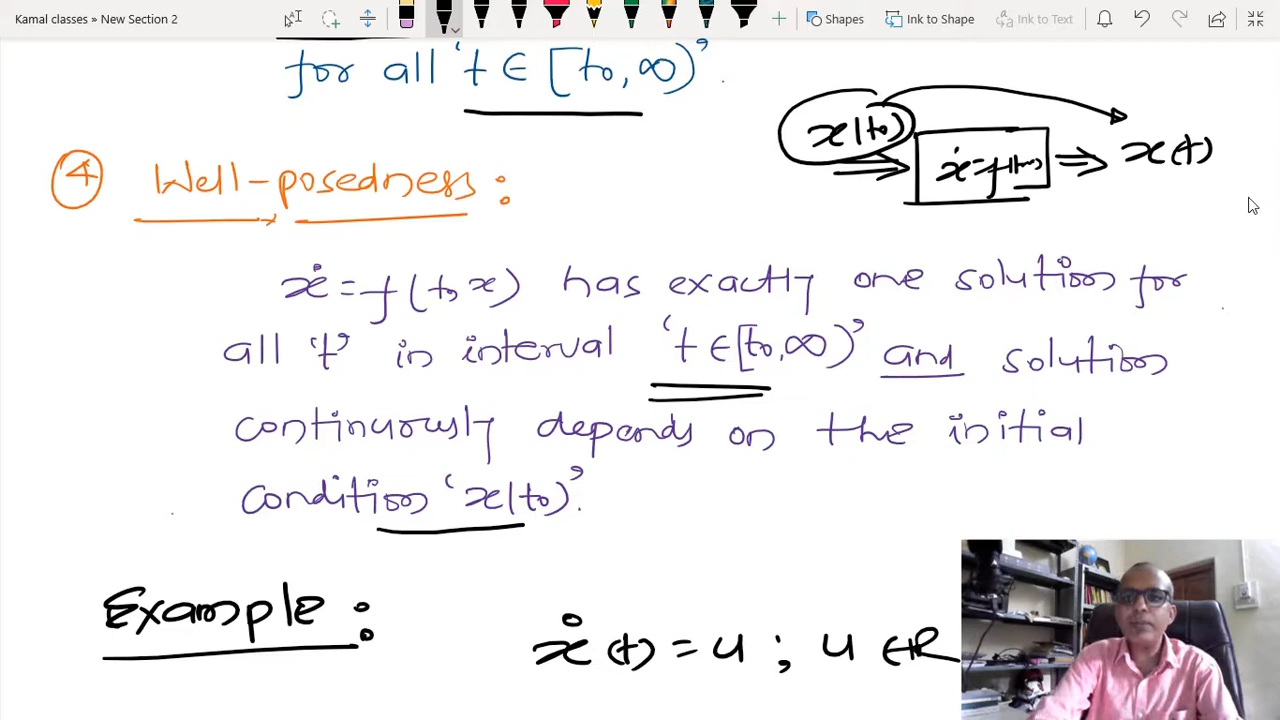 Kamal classes » New Section 2
Shapes
Ink to Shape
Ink to Text
for all 't ∈ [t0, ∞)'.
x(t0)
⇒ x(t)
④ Well-posedness:
ẋ = f(t, x) has exactly one solution for
all 't' in interval 't ∈ [t0, ∞)' and solution
continuously depends on the initial
condition 'x(t0)'.
Example:
ẋ(t) = u ; u ∈ R